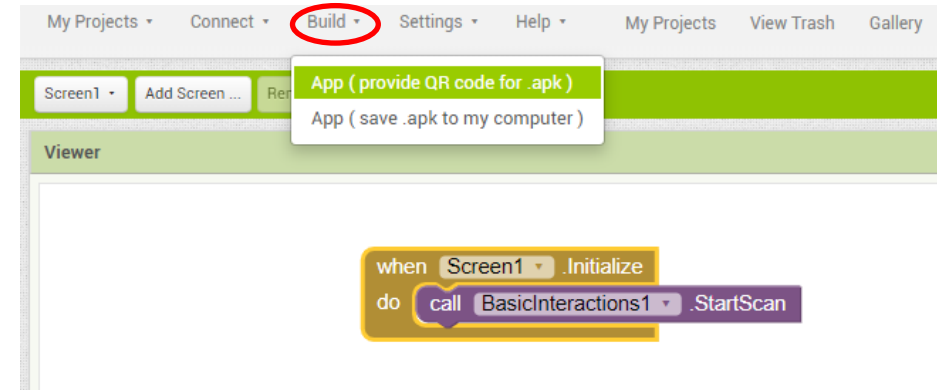 My Projects Connect Build Settings Help My Projects View Trash Gallery
Screen1 Add Screen ...
App ( provide QR code for .apk )
App ( save .apk to my computer )
Viewer
when Screen1 .Initialize
do call BasicInteractions1 .StartScan